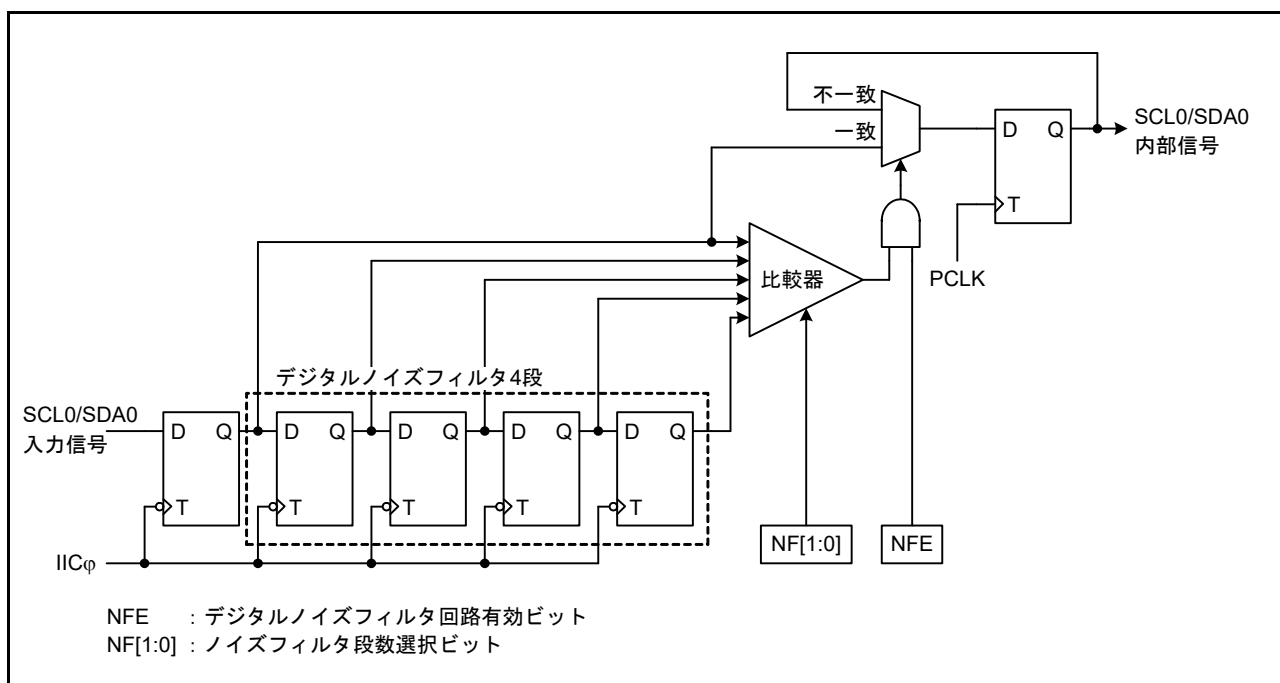 不一致
一致
D Q
T
SCL0/SDA0
内部信号
比較器
PCLK
デジタルノイズフィルタ4段
SCL0/SDA0
入力信号
D Q
T
D Q
T
D Q
T
D Q
T
D Q
T
NF[1:0]
NFE
IICφ
NFE : デジタルノイズフィルタ回路有効ビット
NF[1:0] : ノイズフィルタ段数選択ビット